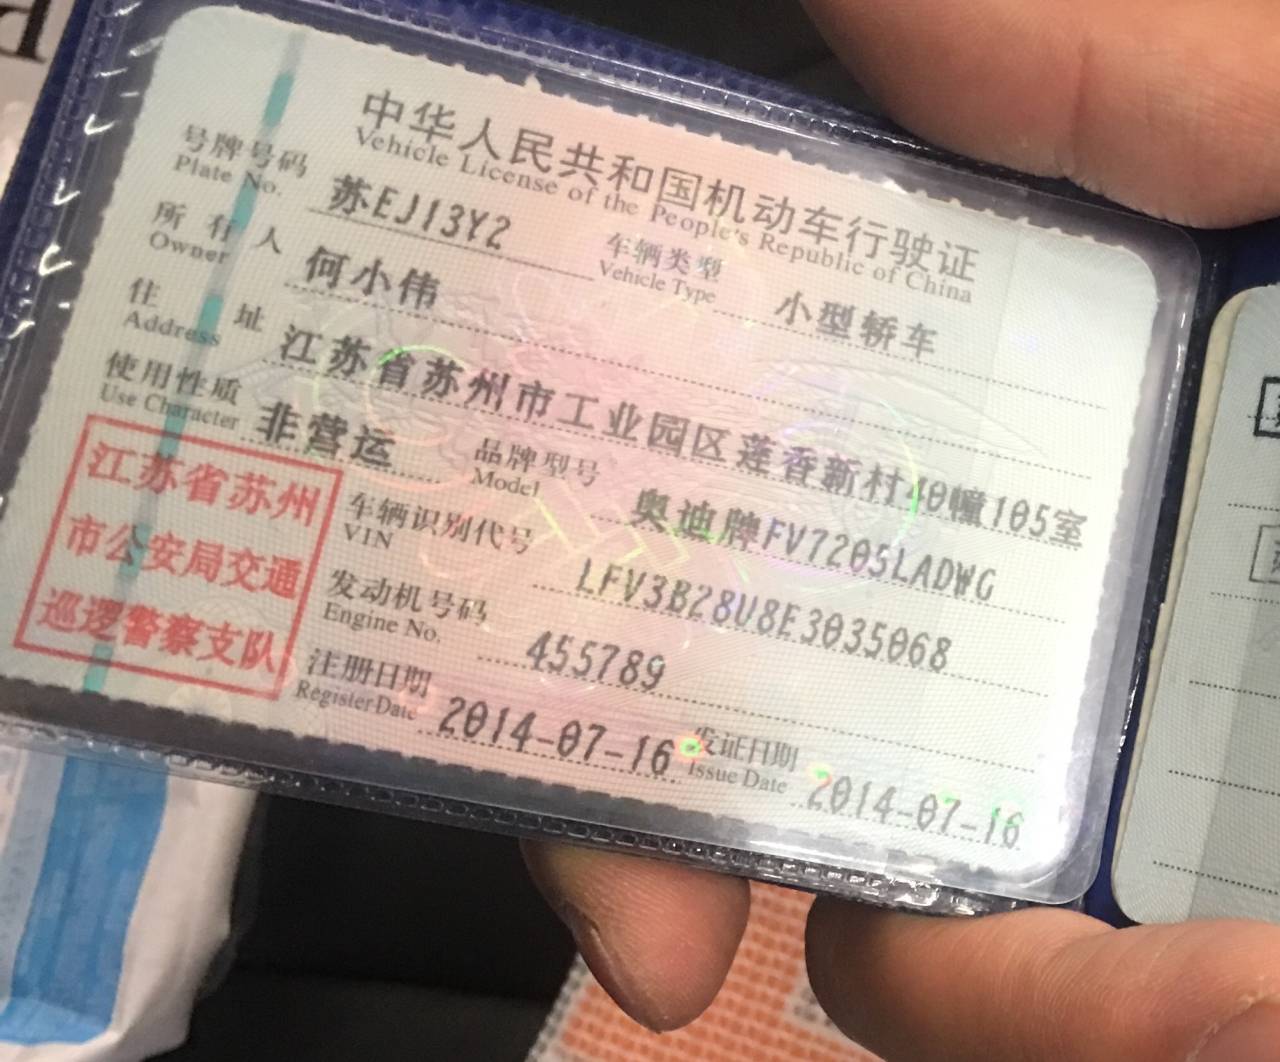 中华人民共和国机动车行驶证
Vehicle License of the People's Republic of China
号牌号码 苏EJ13Y2 车辆类型 小型轿车
Plate No. Vehicle Type
所有人 何小伟
Owner
住址 江苏省苏州市工业园区莲香新村40幢105室
Address
使用性质 非营运 品牌型号 奥迪牌FV7205LADWG
Use Character Model
车辆识别代号 LFV3B28U8E3035068
VIN
发动机号码 455789
Engine No.
注册日期 2014-07-16 发证日期 2014-07-16
Register Date Issue Date
江苏省苏州
市公安局交通
巡逻警察支队